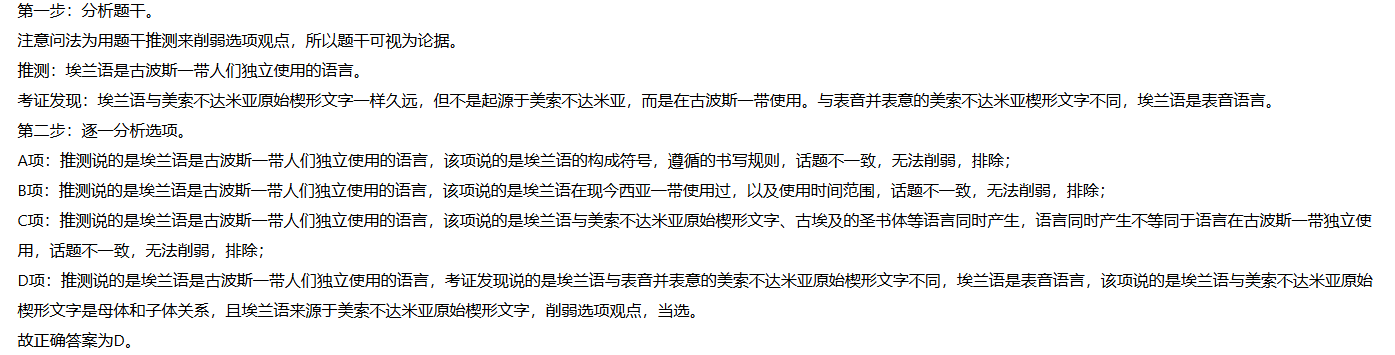 第一步：分析题干。
注意问法为用题干推测来削弱选项观点，所以题干可视为论据。
推测：埃兰语是古波斯一带人们独立使用的语言。
考证发现：埃兰语与美索不达米亚原始楔形文字一样久远，但不是起源于美索不达米亚，而是在古波斯一带使用。与表音并表意的美索不达米亚楔形文字不同，埃兰语是表音语言。
第二步：逐一分析选项。
A项：推测说的是埃兰语是古波斯一带人们独立使用的语言，该项说的是埃兰语的构成符号，遵循的书写规则，话题不一致，无法削弱，排除；
B项：推测说的是埃兰语是古波斯一带人们独立使用的语言，该项说的是埃兰语在现今西亚一带使用过，以及使用时间范围，话题不一致，无法削弱，排除；
C项：推测说的是埃兰语是古波斯一带人们独立使用的语言，该项说的是埃兰语与美索不达米亚原始楔形文字、古埃及的圣书体等语言同时产生，语言同时产生不等同于语言在古波斯一带独立使
用，话题不一致，无法削弱，排除；
D项：推测说的是埃兰语是古波斯一带人们独立使用的语言，考证发现说的是埃兰语与表音并表意的美索不达米亚原始楔形文字不同，埃兰语是表音语言，该项说的是埃兰语与美索不达米亚原始
楔形文字是母体和子体关系，且埃兰语来源于美索不达米亚原始楔形文字，削弱选项观点，当选。
故正确答案为D。